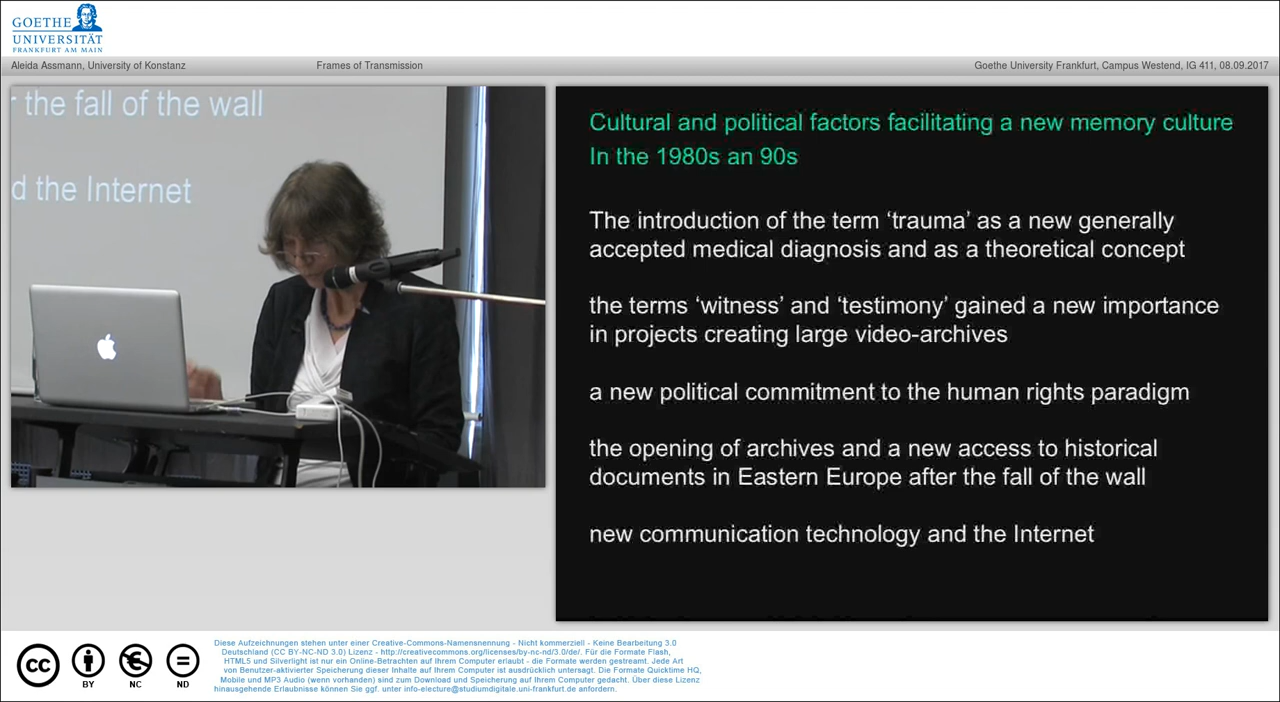 GOETHE
UNIVERSITÄT
FRANKFURT AM MAIN
Aleida Assmann, University of Konstanz
Frames of Transmission
Goethe University Frankfurt, Campus Westend, IG 411, 08.09.2017
the fall of the wall
d the Internet
Cultural and political factors facilitating a new memory culture
In the 1980s an 90s
The introduction of the term ‘trauma’ as a new generally
accepted medical diagnosis and as a theoretical concept
the terms ‘witness’ and ‘testimony’ gained a new importance
in projects creating large video-archives
a new political commitment to the human rights paradigm
the opening of archives and a new access to historical
documents in Eastern Europe after the fall of the wall
new communication technology and the Internet
cc
BY
NC
ND
Diese Aufzeichnungen stehen unter einer Creative-Commons-Namensnennung - Nicht kommerziell - Keine Bearbeitung 3.0
Deutschland (CC BY-NC-ND 3.0) Lizenz - http://creativecommons.org/licenses/by-nc-nd/3.0/de/. Für die Formate Flash,
HTML5 und Silverlight ist nur ein Online-Betrachten auf Ihrem Computer erlaubt - die Formate werden gestreamt. Jede Art
von Benutzer-aktivierter Speicherung dieser Inhalte auf Ihrem Computer ist ausdrücklich untersagt. Die Formate Quicktime HQ,
Mobile und MP3 Audio (wenn vorhanden) sind zum Download und Speicherung auf Ihrem Computer gedacht. Über diese Lizenz
hinausgehende Erlaubnisse können Sie ggf. unter info-electure@studiumdigitale.uni-frankfurt.de anfordern.